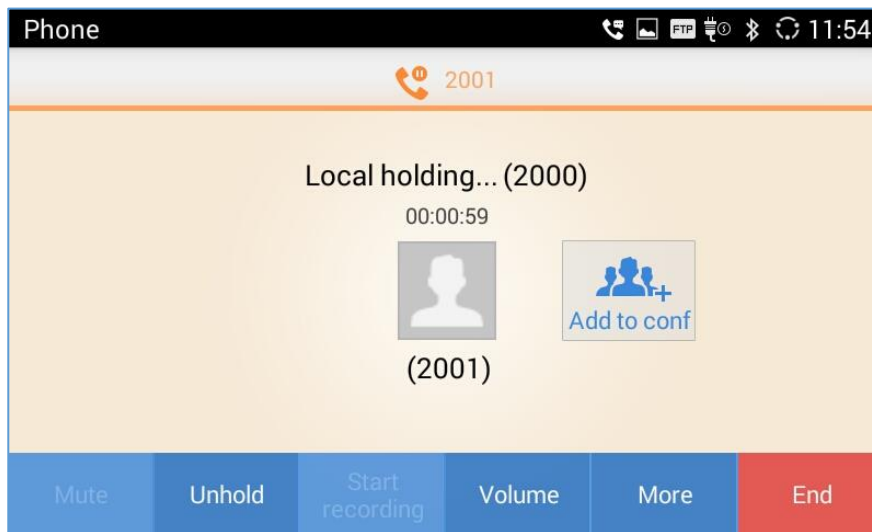 Phone
FTP
11:54
2001
Local holding... (2000)
00:00:59
Add to conf
(2001)
Mute
Unhold
Start
recording
Volume
More
End